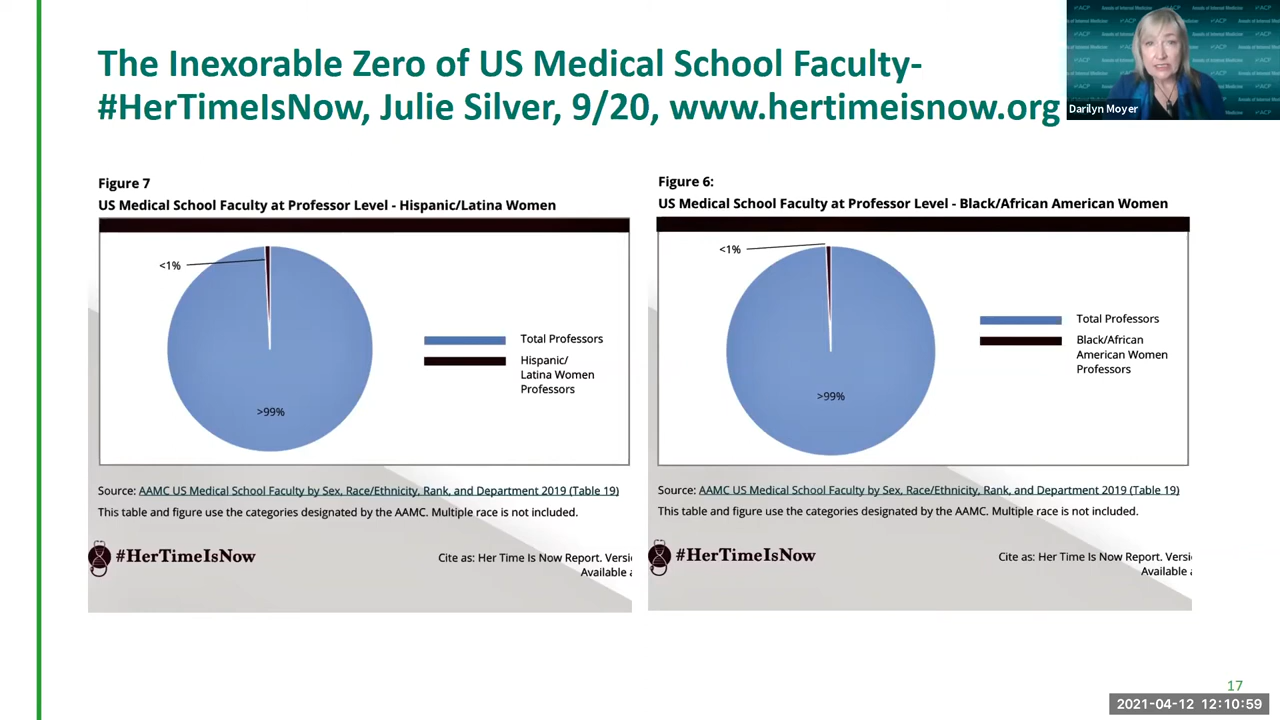 The Inexorable Zero of US Medical School Faculty-
#HerTimeIsNow, Julie Silver, 9/20, www.hertimeisnow.org
Darilyn Moyer
Figure 7
US Medical School Faculty at Professor Level - Hispanic/Latina Women
<1%
>99%
Total Professors
Hispanic/
Latina Women
Professors
Source: AAMC US Medical School Faculty by Sex, Race/Ethnicity, Rank, and Department 2019 (Table 19)
This table and figure use the categories designated by the AAMC. Multiple race is not included.
#HerTimeIsNow
Cite as: Her Time Is Now Report. Versi
Available a
Figure 6:
US Medical School Faculty at Professor Level - Black/African American Women
<1%
>99%
Total Professors
Black/African
American Women
Professors
Source: AAMC US Medical School Faculty by Sex, Race/Ethnicity, Rank, and Department 2019 (Table 19)
This table and figure use the categories designated by the AAMC. Multiple race is not included.
#HerTimeIsNow
Cite as: Her Time Is Now Report. Versi
Available a
17
2021-04-12 12:10:59